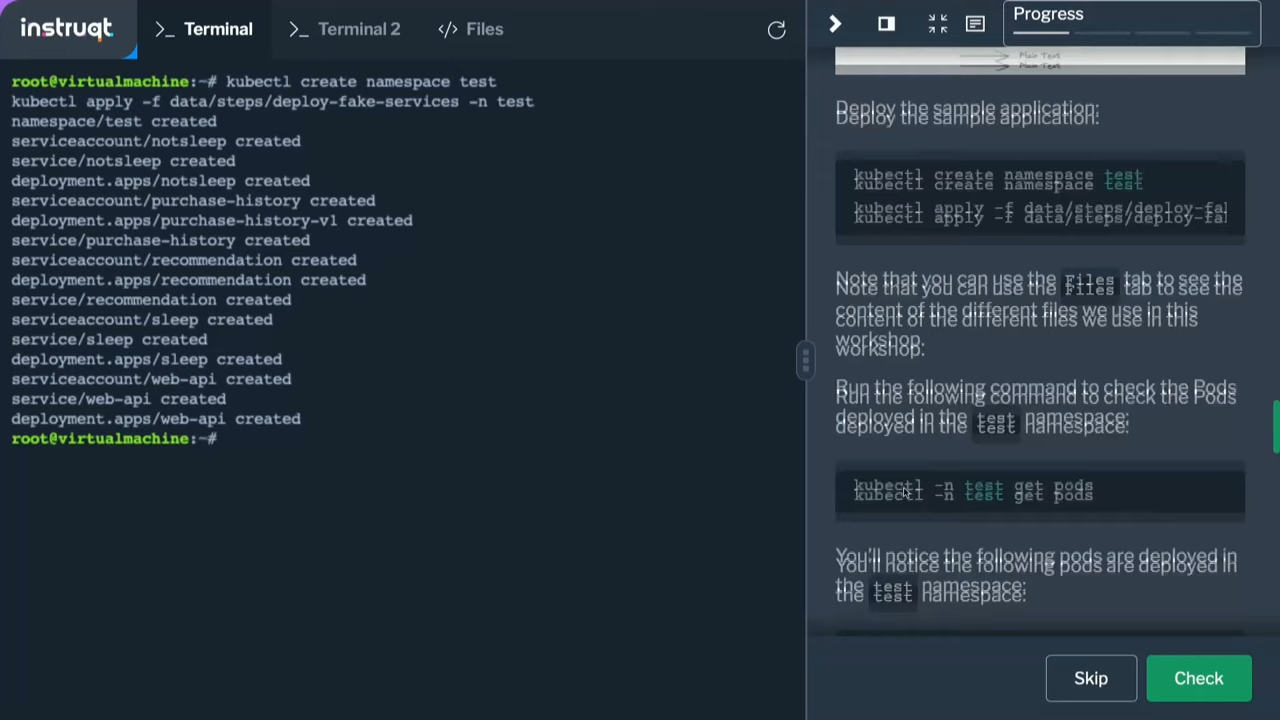 instruqt
>_ Terminal
>_ Terminal 2
</> Files
Progress
root@virtualmachine:~# kubectl create namespace test
kubectl apply -f data/steps/deploy-fake-services -n test
namespace/test created
serviceaccount/notsleep created
service/notsleep created
deployment.apps/notsleep created
serviceaccount/purchase-history created
deployment.apps/purchase-history-v1 created
service/purchase-history created
serviceaccount/recommendation created
deployment.apps/recommendation created
service/recommendation created
serviceaccount/sleep created
service/sleep created
deployment.apps/sleep created
serviceaccount/web-api created
service/web-api created
deployment.apps/web-api created
root@virtualmachine:~#
Plain Text
Plain Text
Deploy the sample application:
kubectl create namespace test
kubectl apply -f data/steps/deploy-fa
Note that you can use the Files tab to see the
content of the different files we use in this
workshop.
Run the following command to check the Pods
deployed in the test namespace:
kubectl -n test get pods
You'll notice the following pods are deployed in
the test namespace:
Skip
Check